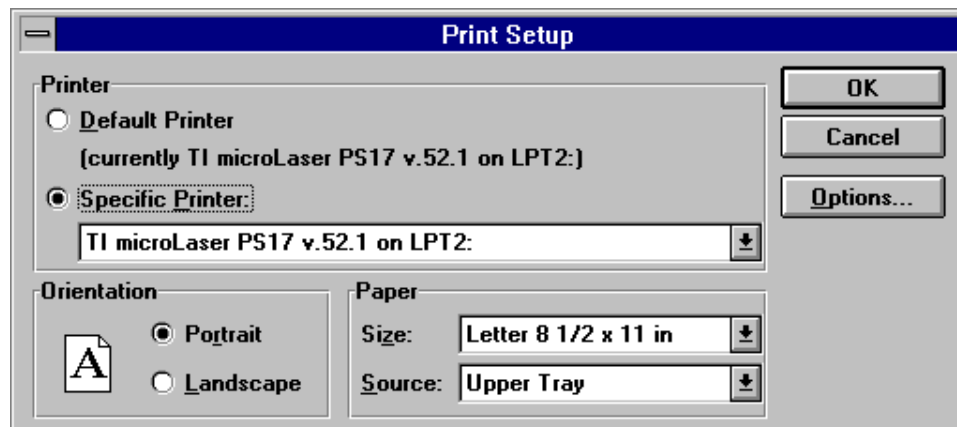 Print Setup
Printer
Default Printer
(currently TI microLaser PS17 v.52.1 on LPT2:)
Specific Printer:
TI microLaser PS17 v.52.1 on LPT2:
OK
Cancel
Options...
Orientation
A
Portrait
Landscape
Paper
Size: Letter 8 1/2 x 11 in
Source: Upper Tray